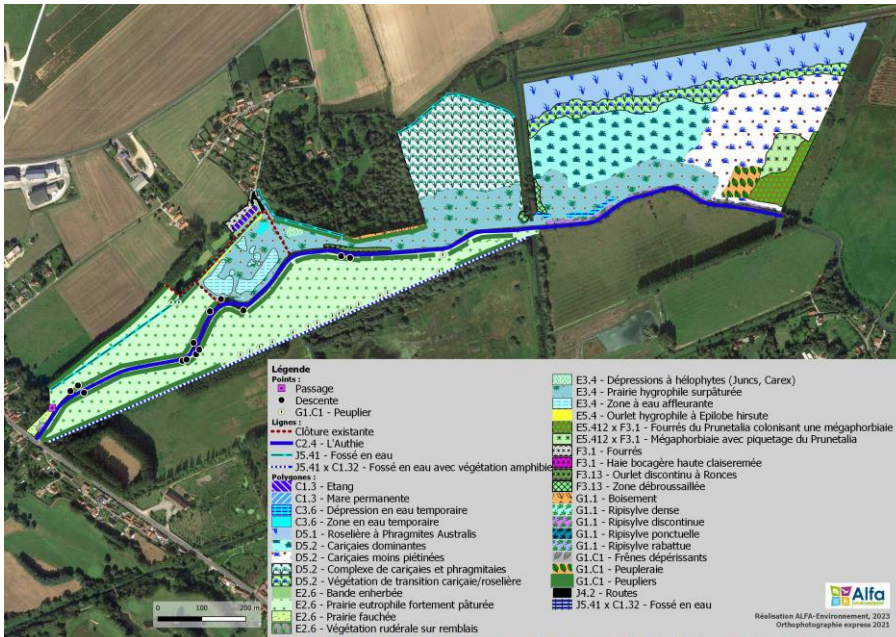 Légende
Points :
Passage
Descente
G1.C1 - Peuplier
Lignes :
Clôture existante
C2.4 - L'Authie
J5.41 - Fossé en eau
J5.41 x C1.32 - Fossé en eau avec végétation amphibie
Polygones :
C1.3 - Etang
C1.3 - Mare permanente
C3.6 - Dépression en eau temporaire
C3.6 - Zone en eau temporaire
D5.1 - Roselière à Phragmites Australis
D5.2 - Cariçaies dominantes
D5.2 - Cariçaies moins piétinées
D5.2 - Complexe de cariçaies et phragmitaies
D5.2 - Végétation de transition cariçaie/roselière
E2.6 - Bande enherbée
E2.6 - Prairie eutrophile fortement pâturée
E2.6 - Prairie fauchée
E2.6 - Végétation rudérale sur remblais
E3.4 - Dépressions à hélophytes (Juncs, Carex)
E3.4 - Prairie hygrophile surpâturée
E3.4 - Zone à eau affleurante
E5.4 - Ourlet hygrophile à Epilobe hirsute
E5.412 x F3.1 - Fourrés du Prunetalia colonisant une mégaphorbiaie
E5.412 x F3.1 - Mégaphorbiaie avec piquetage du Prunetalia
F3.1 - Fourrés
F3.1 - Haie bocagère haute claiseremée
F3.13 - Ourlet discontinu à Ronces
F3.13 - Zone débroussaillée
G1.1 - Boisement
G1.1 - Ripisylve dense
G1.1 - Ripisylve discontinue
G1.1 - Ripisylve ponctuelle
G1.1 - Ripisylve rabattue
G1.C1 - Frênes dépérissants
G1.C1 - Peupleraie
G1.C1 - Peupliers
J4.2 - Routes
J5.41 x C1.32 - Fossé en eau
0 100 200 m
Alfa
Réalisation ALFA-Environnement, 2023
Orthophotographie express 2021